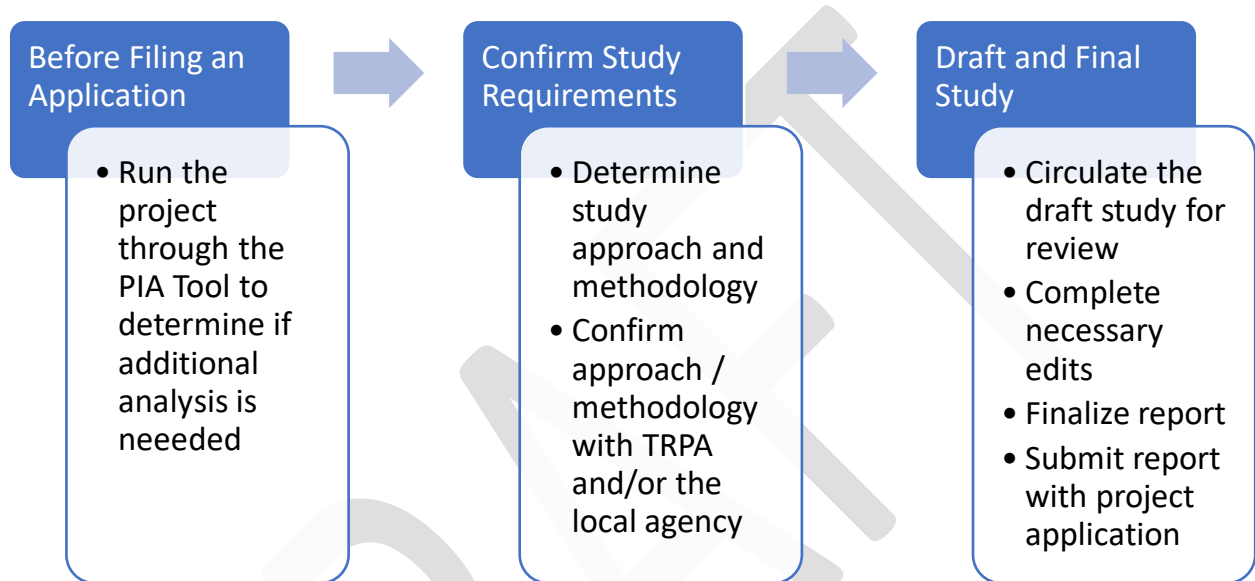 Before Filing an
Application
• Run the
project
through the
PIA Tool to
determine if
additional
analysis is
neeeded
Confirm Study
Requirements
• Determine
study
approach and
methodology
• Confirm
approach /
methodology
with TRPA
and/or the
local agency
Draft and Final
Study
• Circulate the
draft study for
review
• Complete
necessary
edits
• Finalize report
• Submit report
with project
application